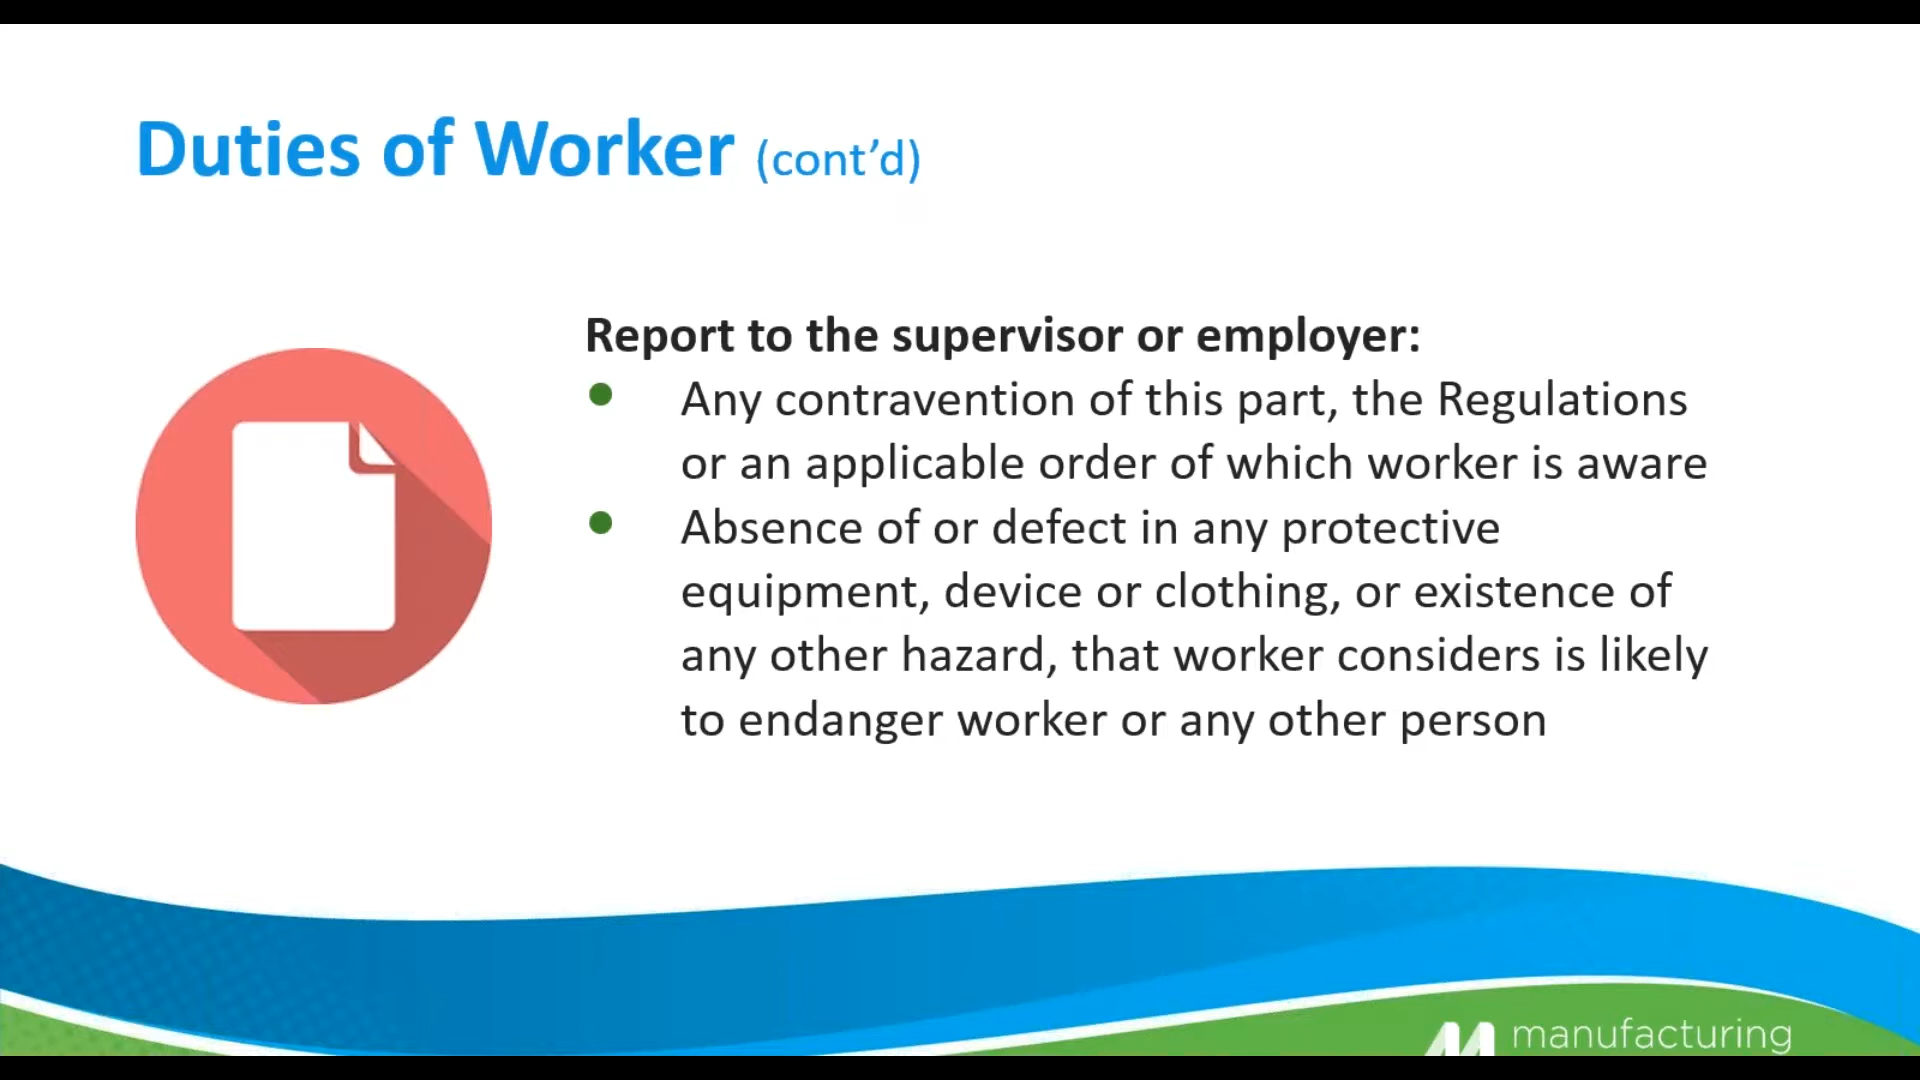 Duties of Worker (cont’d)
Report to the supervisor or employer:
● Any contravention of this part, the Regulations
or an applicable order of which worker is aware
● Absence of or defect in any protective
equipment, device or clothing, or existence of
any other hazard, that worker considers is likely
to endanger worker or any other person
manufacturing